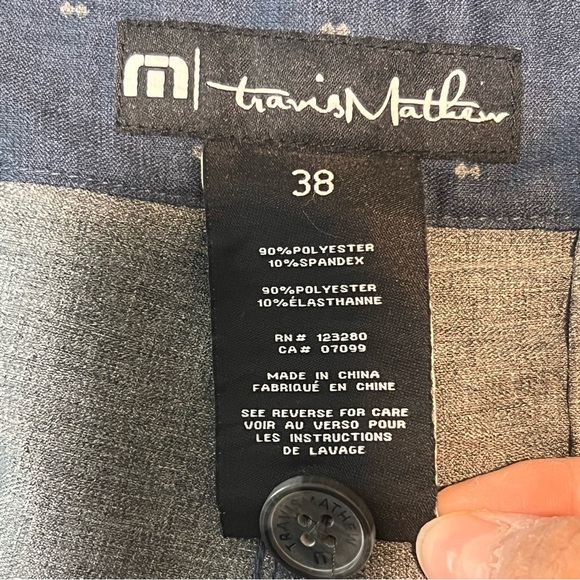 m | travisMathew
38
90%POLYESTER
10%SPANDEX
90%POLYESTER
10%ÉLASTHANNE
RN# 123280
CA# 07099
MADE IN CHINA
FABRIQUÉ EN CHINE
SEE REVERSE FOR CARE
VOIR AU VERSO POUR
LES INSTRUCTIONS
DE LAVAGE
TRAVISMATHEW